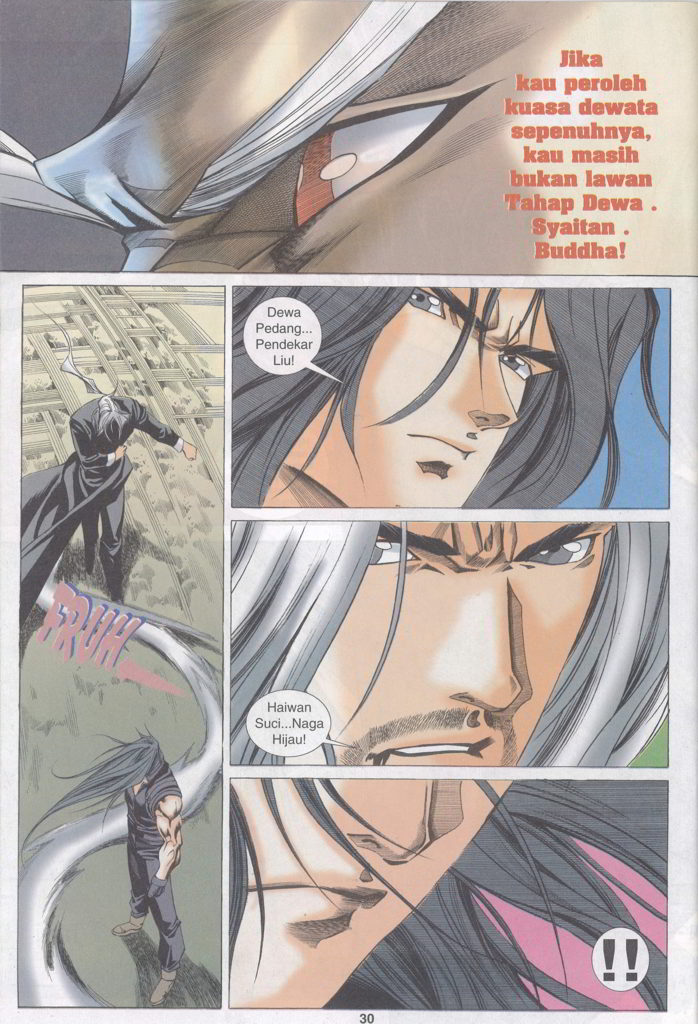 Jika
kau peroleh
kuasa dewata
sepenuhnya,
kau masih
bukan lawan
Tahap Dewa .
Syaitan .
Buddha!
Dewa
Pedang...
Pendekar
Liu!
FRUH
Haiwan
Suci...Naga
Hijau!
!!
30